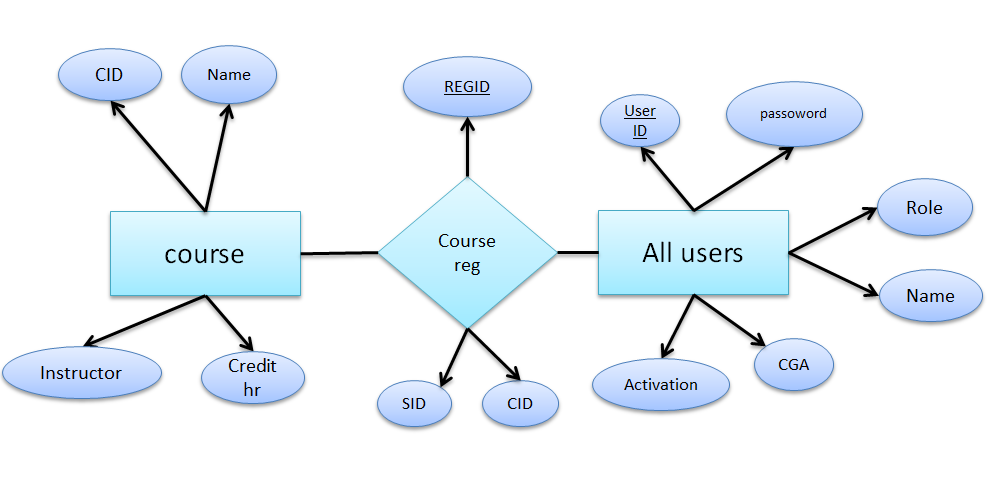 CID
Name
REGID
User
ID
passoword
Role
course
Course
reg
All users
Name
Instructor
Credit
hr
SID
CID
Activation
CGA